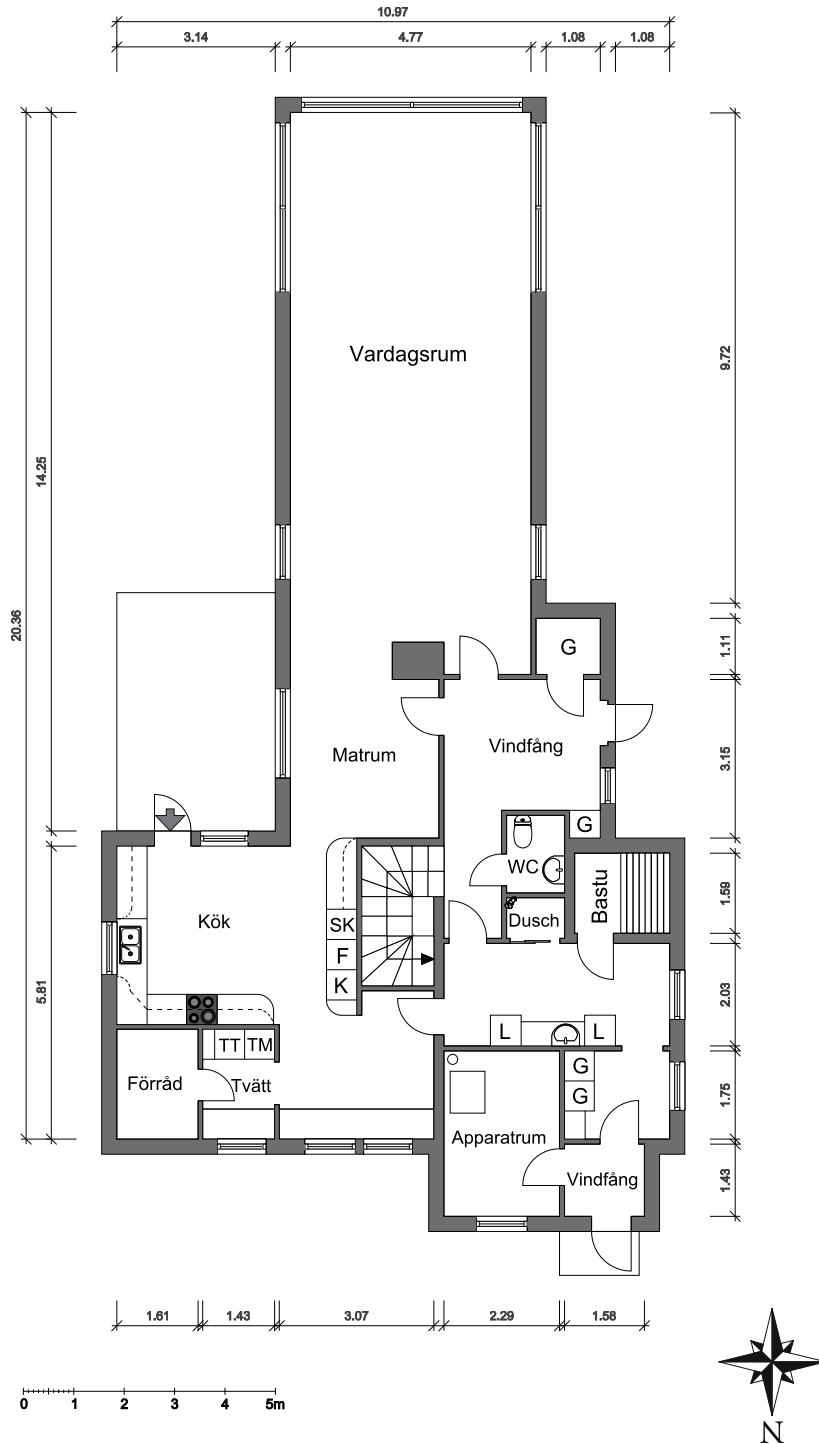 10.97
3.14 4.77 1.08 1.08
Vardagsrum
9.72
14.25
20.36
G
1.11
Vindfång
Matrum
3.15
G
WC
Bastu
1.59
Kök
SK
Dusch
F
K
5.81
2.03
L L
TT TM
G
Förråd
Tvätt
G
1.75
Apparatrum
Vindfång
1.43
1.61 1.43 3.07 2.29 1.58
0 1 2 3 4 5m
N